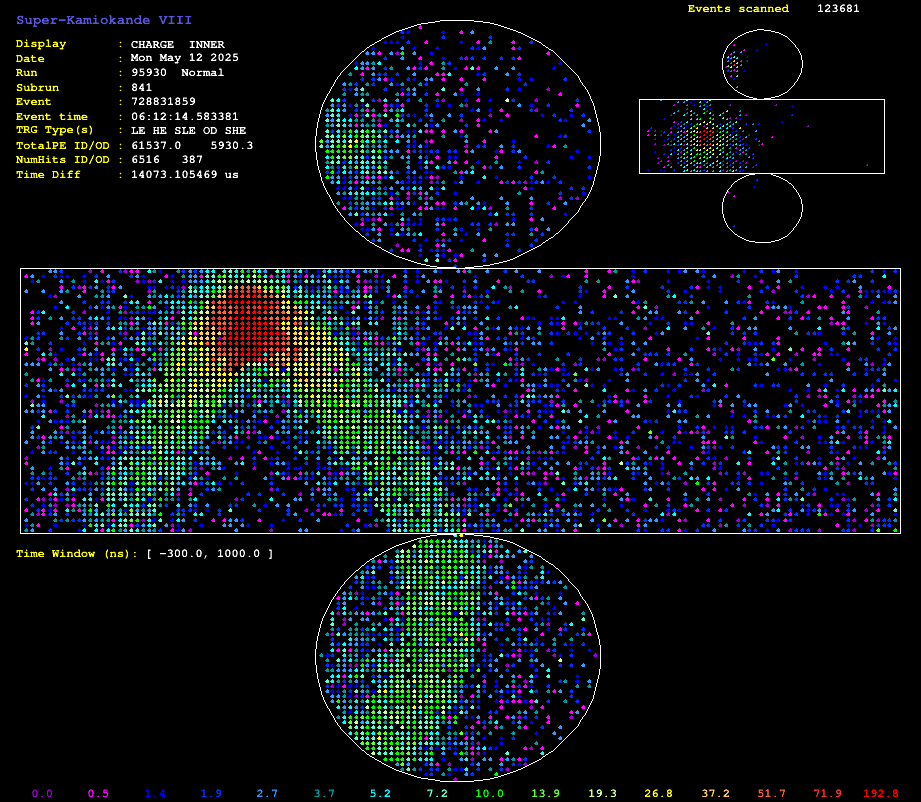 Super-Kamiokande VIII
Events scanned 123681
Display : CHARGE INNER
Date : Mon May 12 2025
Run : 95930 Normal
Subrun : 841
Event : 728831859
Event time : 06:12:14.583381
TRG Type(s) : LE HE SLE OD SHE
TotalPE ID/OD : 61537.0 5930.3
NumHits ID/OD : 6516 387
Time Diff : 14073.105469 us
Time Window (ns): [ −300.0, 1000.0 ]
0.0 0.5 1.4 1.9 2.7 3.7 5.2 7.2 10.0 13.9 19.3 26.8 37.2 51.7 71.9 192.8